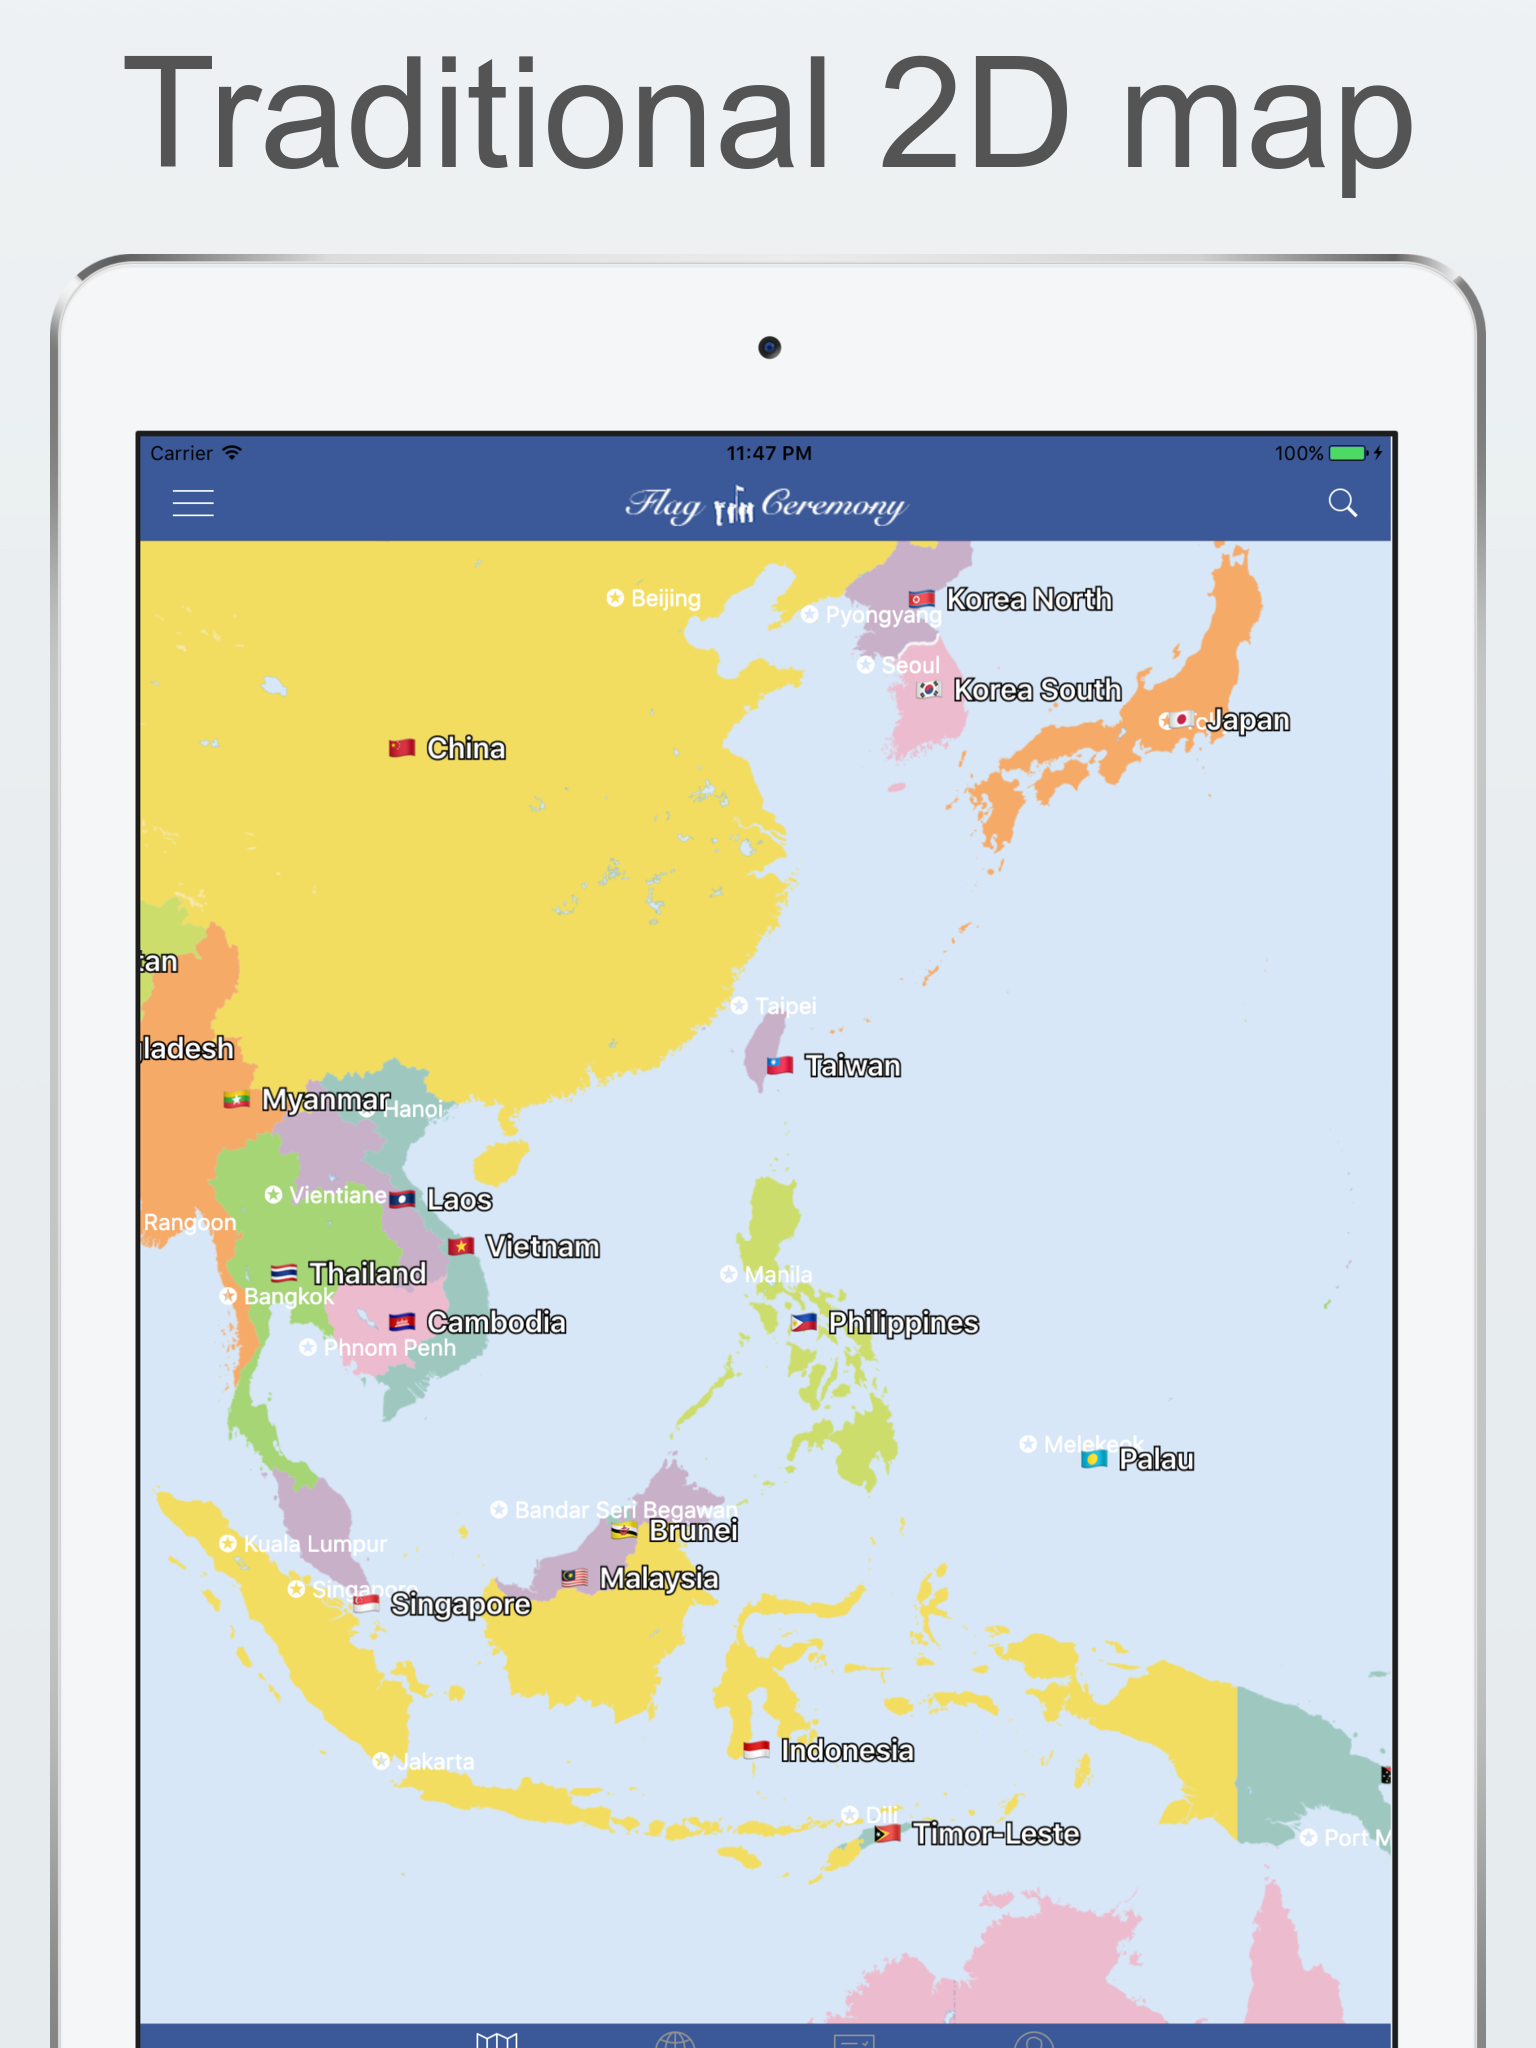 Traditional 2D map
Carrier
11:47 PM
100%
Flag Ceremony
Beijing
Korea North
Pyongyang
Seoul
Korea South
Japan
China
tan
Taipei
ladesh
Taiwan
Myanmar
Hanoi
Vientiane
Laos
Rangoon
Vietnam
Thailand
Manila
Bangkok
Cambodia
Philippines
Phnom Penh
Melekeok
Palau
Bandar Seri Begawan
Brunei
Kuala Lumpur
Malaysia
Singapore
Singapore
Indonesia
Jakarta
Dili
Timor-Leste
Port M